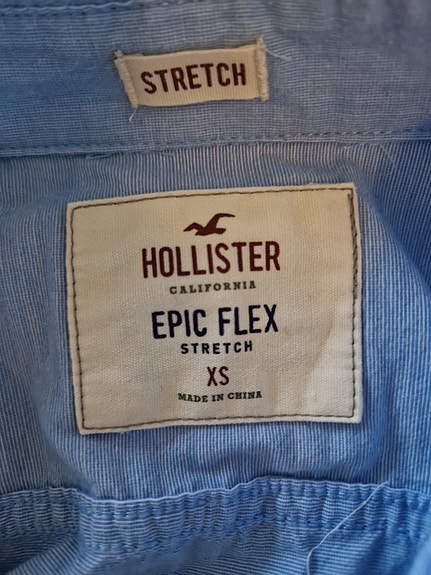 STRETCH
HOLLISTER
CALIFORNIA
EPIC FLEX
STRETCH
XS
MADE IN CHINA